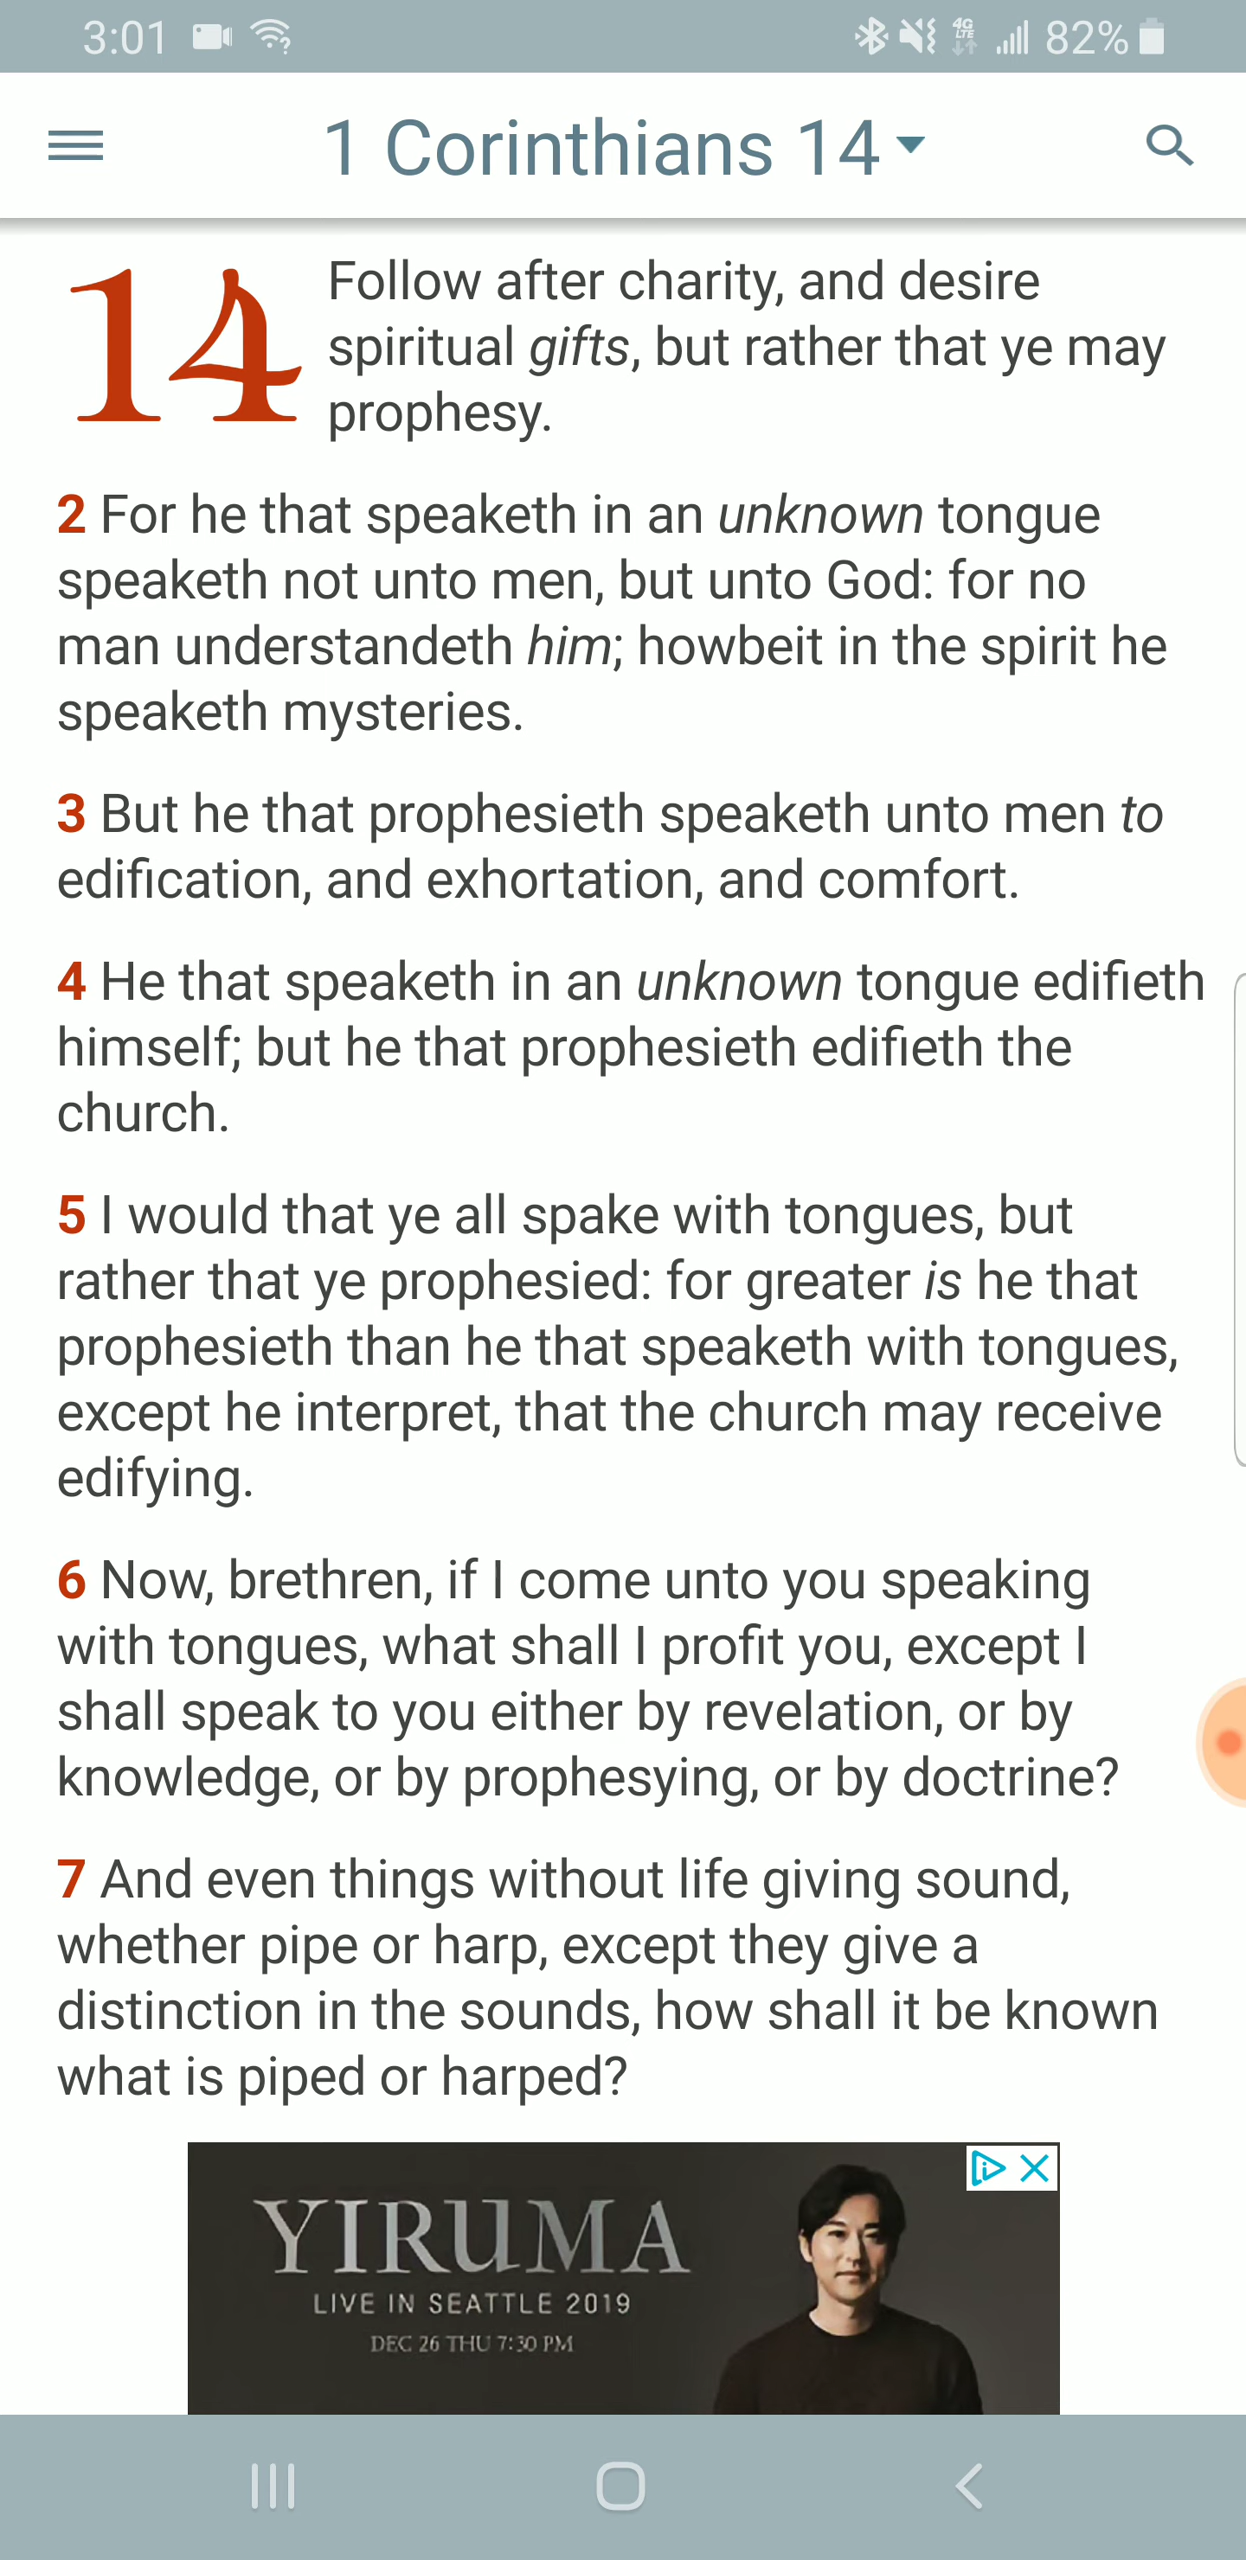 3:01
4G
LTE
82%
1 Corinthians 14
14 Follow after charity, and desire
spiritual gifts, but rather that ye may
prophesy.
2 For he that speaketh in an unknown tongue
speaketh not unto men, but unto God: for no
man understandeth him; howbeit in the spirit he
speaketh mysteries.
3 But he that prophesieth speaketh unto men to
edification, and exhortation, and comfort.
4 He that speaketh in an unknown tongue edifieth
himself; but he that prophesieth edifieth the
church.
5 I would that ye all spake with tongues, but
rather that ye prophesied: for greater is he that
prophesieth than he that speaketh with tongues,
except he interpret, that the church may receive
edifying.
6 Now, brethren, if I come unto you speaking
with tongues, what shall I profit you, except I
shall speak to you either by revelation, or by
knowledge, or by prophesying, or by doctrine?
7 And even things without life giving sound,
whether pipe or harp, except they give a
distinction in the sounds, how shall it be known
what is piped or harped?
YIRUMA
LIVE IN SEATTLE 2019
DEC 26 THU 7:30 PM